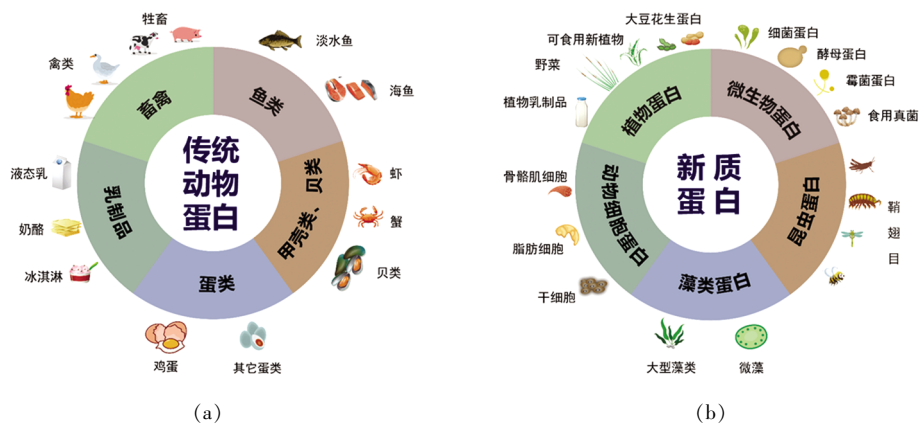 牲畜
禽类
淡水鱼
海鱼
畜禽
鱼类
传统
动物
蛋白
液态乳
奶酪
冰淇淋
乳制品
甲壳类、贝类
虾
蟹
贝类
蛋类
鸡蛋
其它蛋类
(a)
大豆花生蛋白
可食用新植物
野菜
植物乳制品
细菌蛋白
酵母蛋白
霉菌蛋白
食用真菌
植物蛋白
微生物蛋白
新质
蛋白
骨骼肌细胞
脂肪细胞
干细胞
动物细胞蛋白
昆虫蛋白
鞘
翅
目
藻类蛋白
大型藻类
微藻
(b)